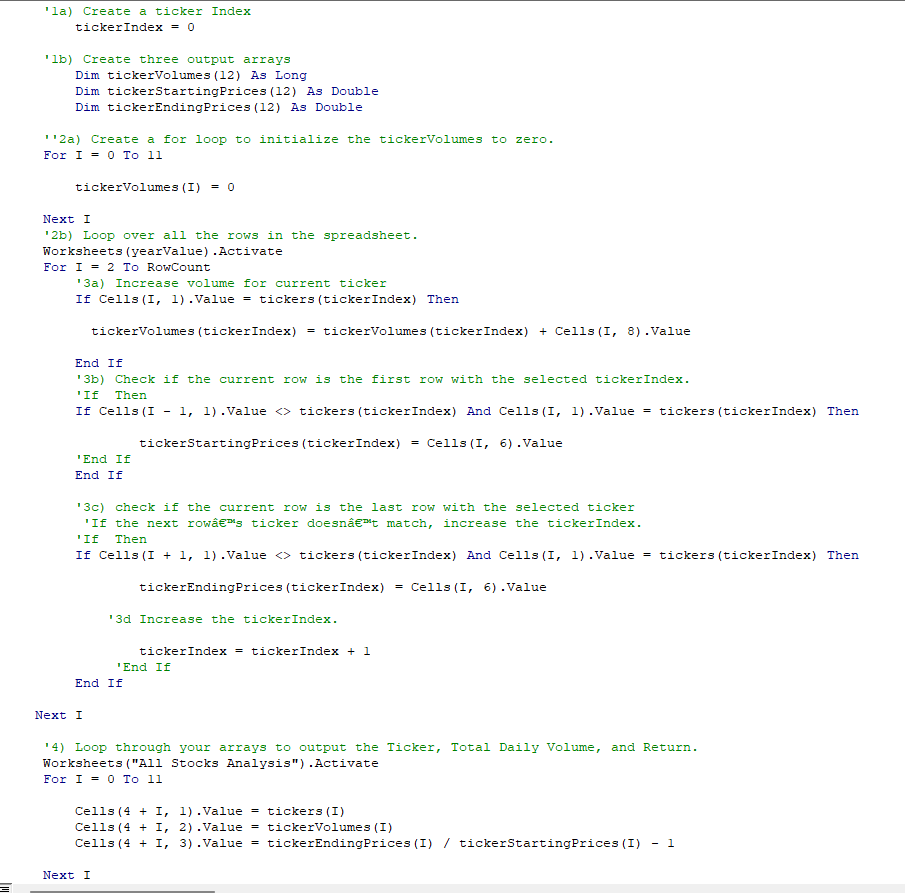 '1a) Create a ticker Index
tickerIndex = 0
'1b) Create three output arrays
Dim tickerVolumes(12) As Long
Dim tickerStartingPrices(12) As Double
Dim tickerEndingPrices(12) As Double
''2a) Create a for loop to initialize the tickerVolumes to zero.
For I = 0 To 11
tickerVolumes(I) = 0
Next I
'2b) Loop over all the rows in the spreadsheet.
Worksheets(yearValue).Activate
For I = 2 To RowCount
'3a) Increase volume for current ticker
If Cells(I, 1).Value = tickers(tickerIndex) Then
tickerVolumes(tickerIndex) = tickerVolumes(tickerIndex) + Cells(I, 8).Value
End If
'3b) Check if the current row is the first row with the selected tickerIndex.
'If  Then
If Cells(I - 1, 1).Value <> tickers(tickerIndex) And Cells(I, 1).Value = tickers(tickerIndex) Then
tickerStartingPrices(tickerIndex) = Cells(I, 6).Value
'End If
End If
'3c) check if the current row is the last row with the selected ticker
'If the next rowâ€™s ticker doesnâ€™t match, increase the tickerIndex.
'If  Then
If Cells(I + 1, 1).Value <> tickers(tickerIndex) And Cells(I, 1).Value = tickers(tickerIndex) Then
tickerEndingPrices(tickerIndex) = Cells(I, 6).Value
'3d Increase the tickerIndex.
tickerIndex = tickerIndex + 1
'End If
End If
Next I
'4) Loop through your arrays to output the Ticker, Total Daily Volume, and Return.
Worksheets("All Stocks Analysis").Activate
For I = 0 To 11
Cells(4 + I, 1).Value = tickers(I)
Cells(4 + I, 2).Value = tickerVolumes(I)
Cells(4 + I, 3).Value = tickerEndingPrices(I) / tickerStartingPrices(I) - 1
Next I